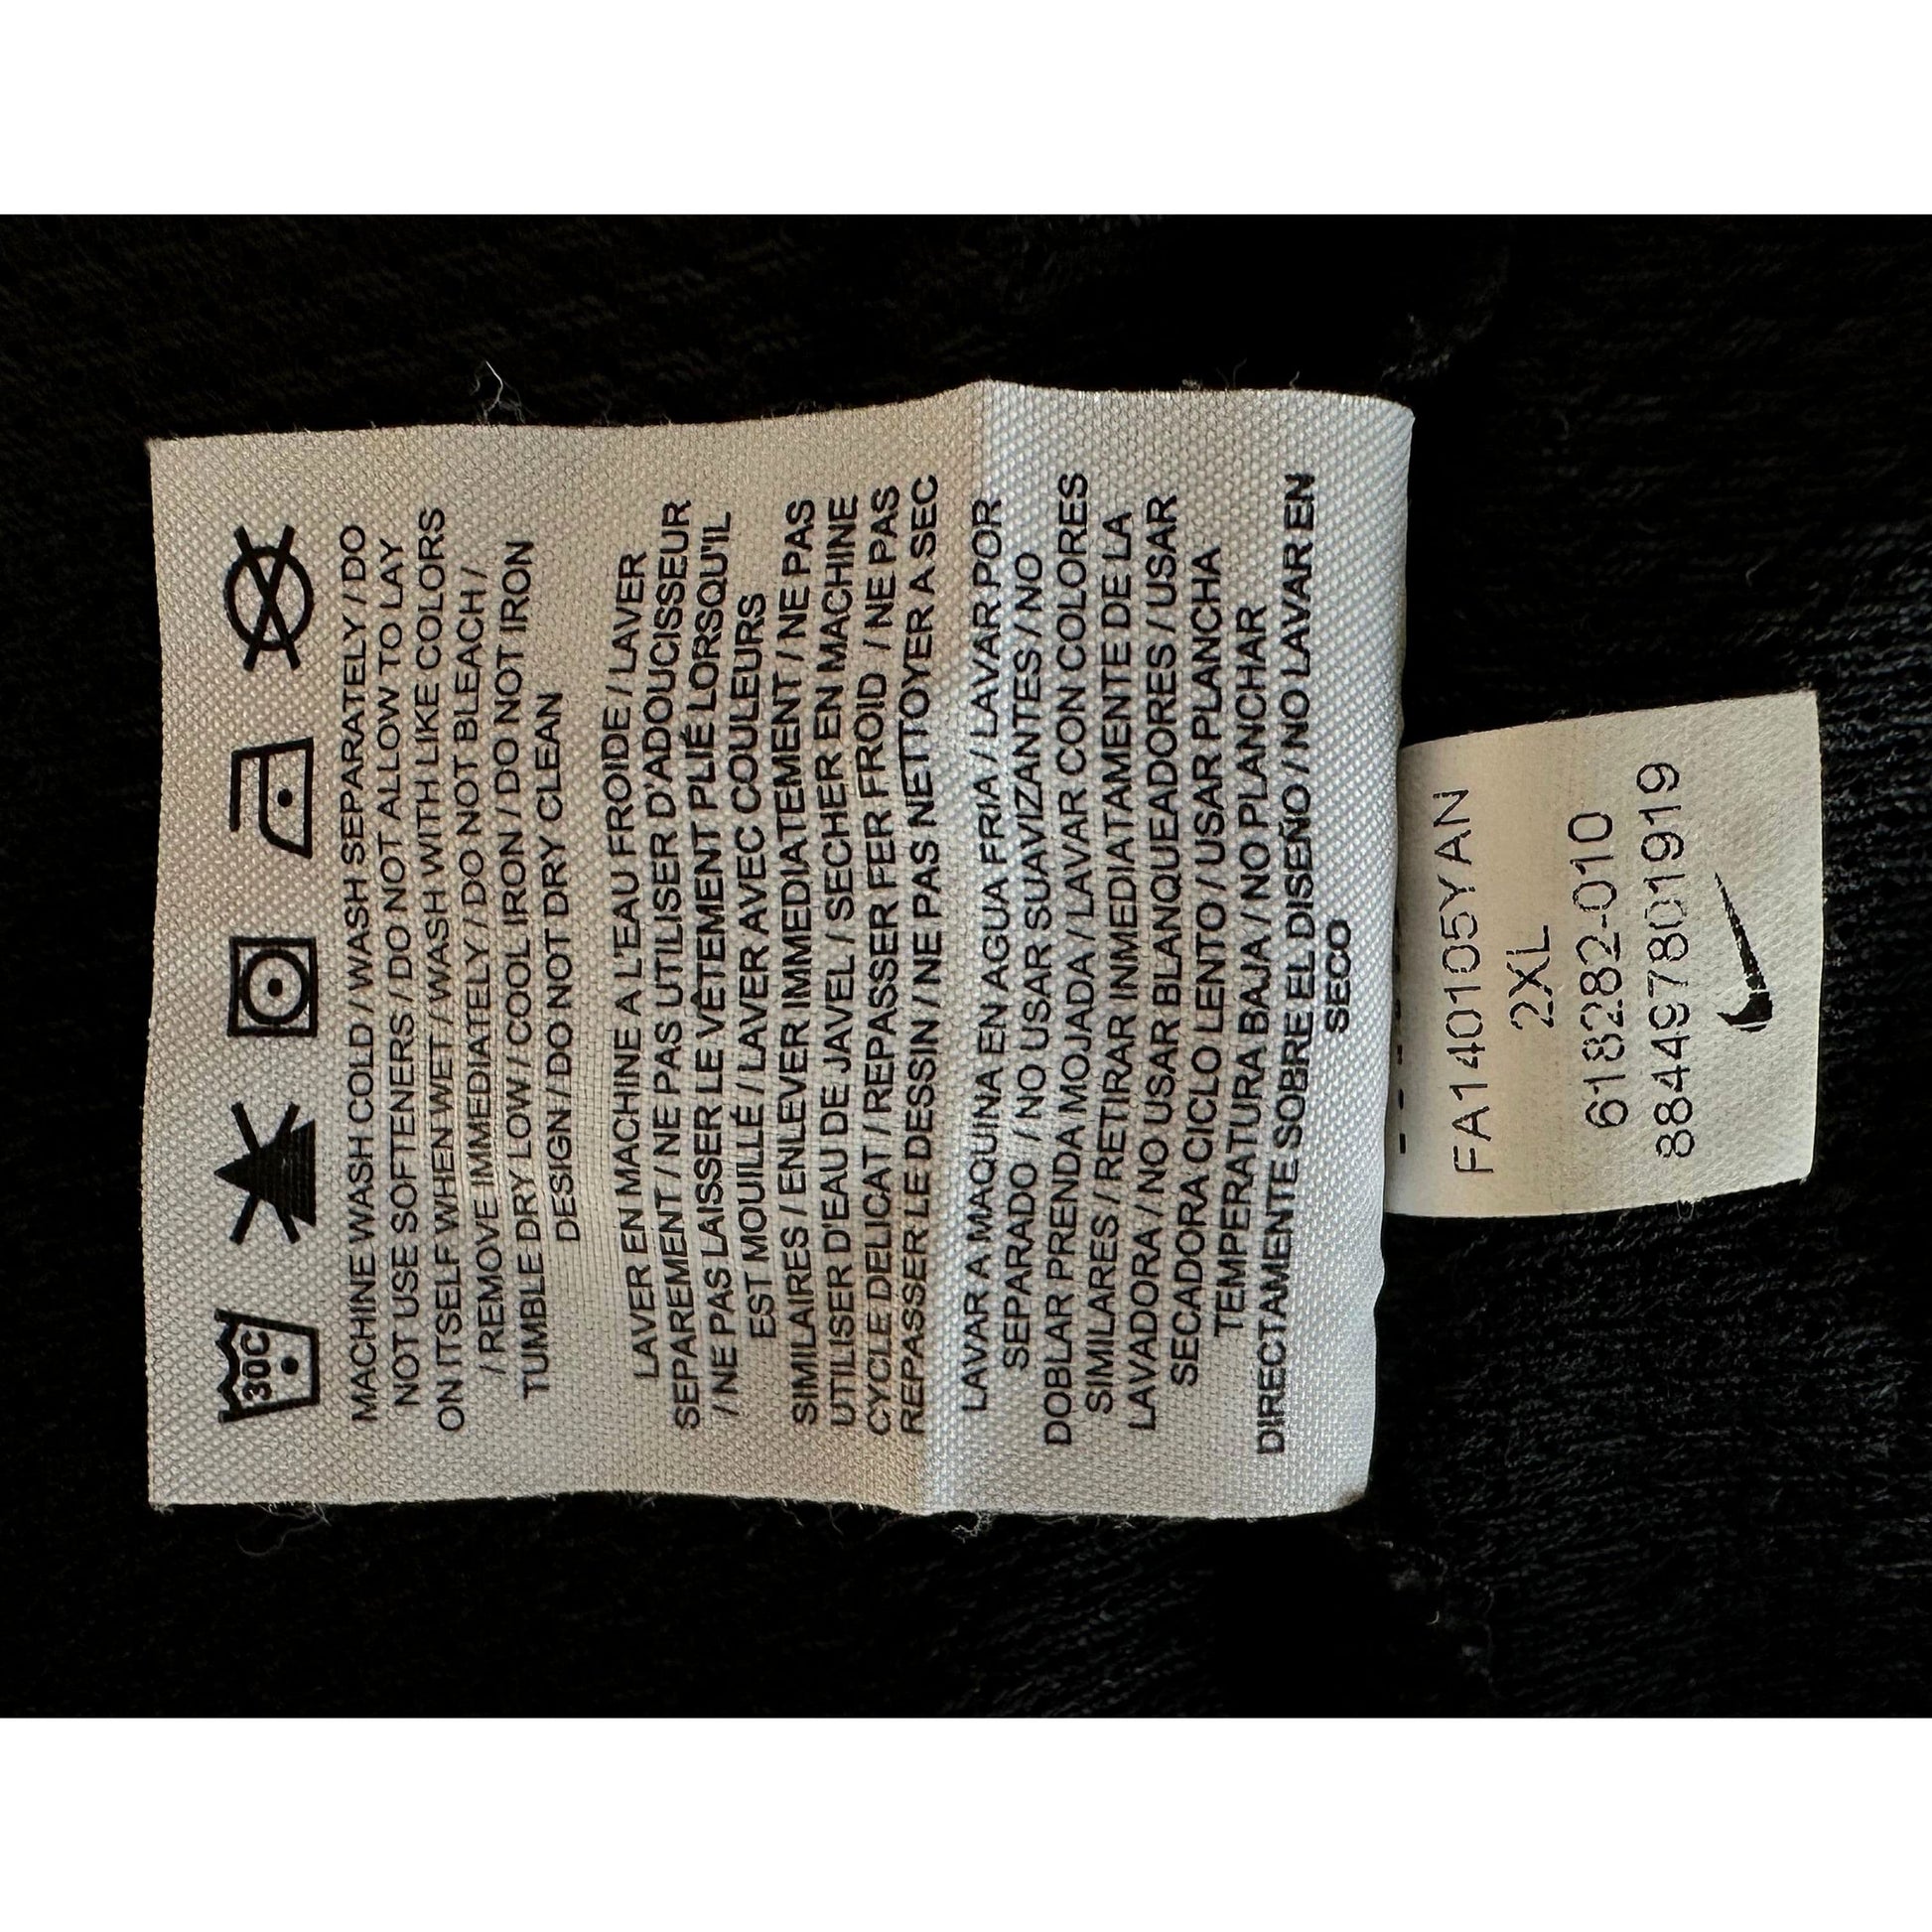 30C
MACHINE WASH COLD / WASH SEPARATELY / DO
NOT USE SOFTENERS / DO NOT ALLOW TO LAY
ON ITSELF WHEN WET / WASH WITH LIKE COLORS
/ REMOVE IMMEDIATELY / DO NOT BLEACH /
TUMBLE DRY LOW / COOL IRON / DO NOT IRON
DESIGN / DO NOT DRY CLEAN
LAVER EN MACHINE A L'EAU FROIDE / LAVER
SEPAREMENT / NE PAS UTILISER D'ADOUCISSEUR
/ NE PAS LAISSER LE VÊTEMENT PLIÉ LORSQU'IL
EST MOUILLÉ / LAVER AVEC COULEURS
SIMILAIRES / ENLEVER IMMEDIATEMENT / NE PAS
UTILISER D'EAU DE JAVEL / SECHER EN MACHINE
CYCLE DELICAT / REPASSER FER FROID / NE PAS
REPASSER LE DESSIN / NE PAS NETTOYER A SEC
LAVAR A MAQUINA EN AGUA FRIA / LAVAR POR
SEPARADO / NO USAR SUAVIZANTES / NO
DOBLAR PRENDA MOJADA / LAVAR CON COLORES
SIMILARES / RETIRAR INMEDIATAMENTE DE LA
LAVADORA / NO USAR BLANQUEADORES / USAR
SECADORA CICLO LENTO / USAR PLANCHA
TEMPERATURA BAJA / NO PLANCHAR
DIRECTAMENTE SOBRE EL DISEÑO / NO LAVAR EN
SECO
FA140105YAN
2XL
618282-010
884497801919